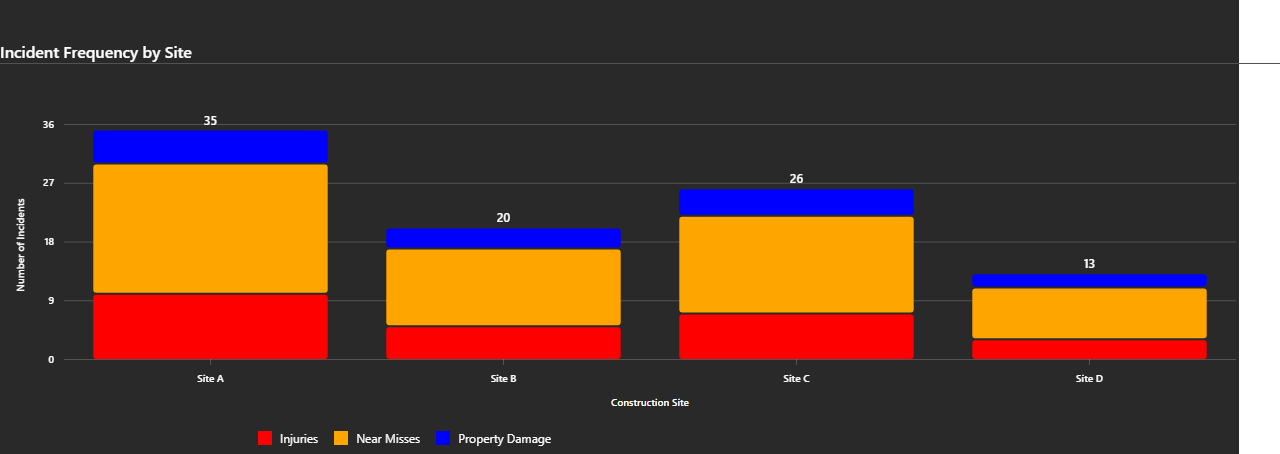 Incident Frequency by Site
36
27
18
9
0
Number of Incidents
35
20
26
13
Site A
Site B
Site C
Site D
Construction Site
Injuries
Near Misses
Property Damage